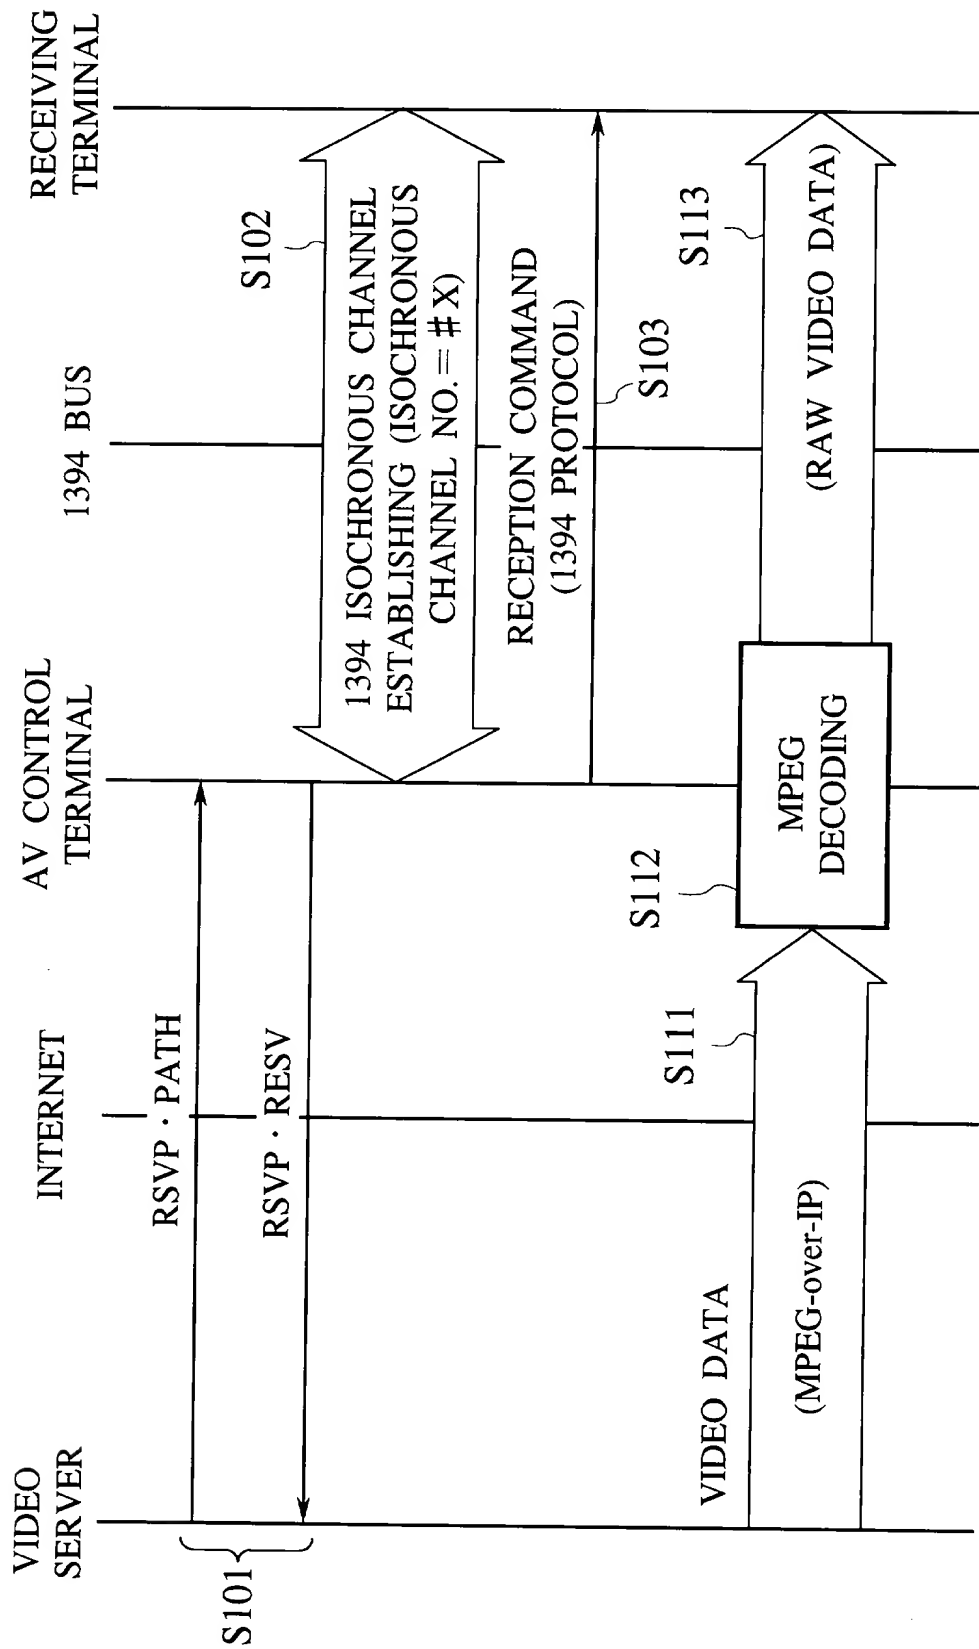 VIDEO
SERVER
INTERNET
AV CONTROL
TERMINAL
1394 BUS
RECEIVING
TERMINAL
S101
RSVP · PATH
RSVP · RESV
S102
1394 ISOCHRONOUS CHANNEL
ESTABLISHING (ISOCHRONOUS
CHANNEL NO. = #X)
RECEPTION COMMAND
(1394 PROTOCOL)
S103
VIDEO DATA
(MPEG-over-IP)
S111
S112
MPEG
DECODING
S113
(RAW VIDEO DATA)